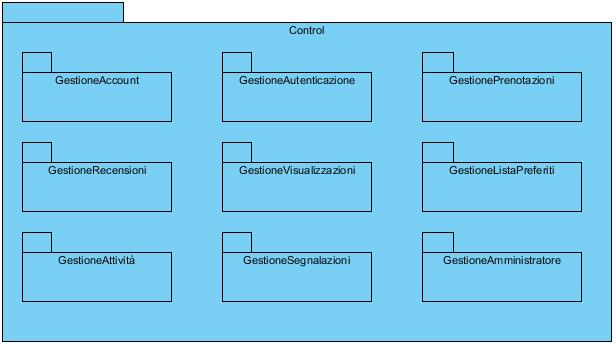 Control
GestioneAccount
GestioneAutenticazione
GestionePrenotazioni
GestioneRecensioni
GestioneVisualizzazioni
GestioneListaPreferiti
GestioneAttività
GestioneSegnalazioni
GestioneAmministratore